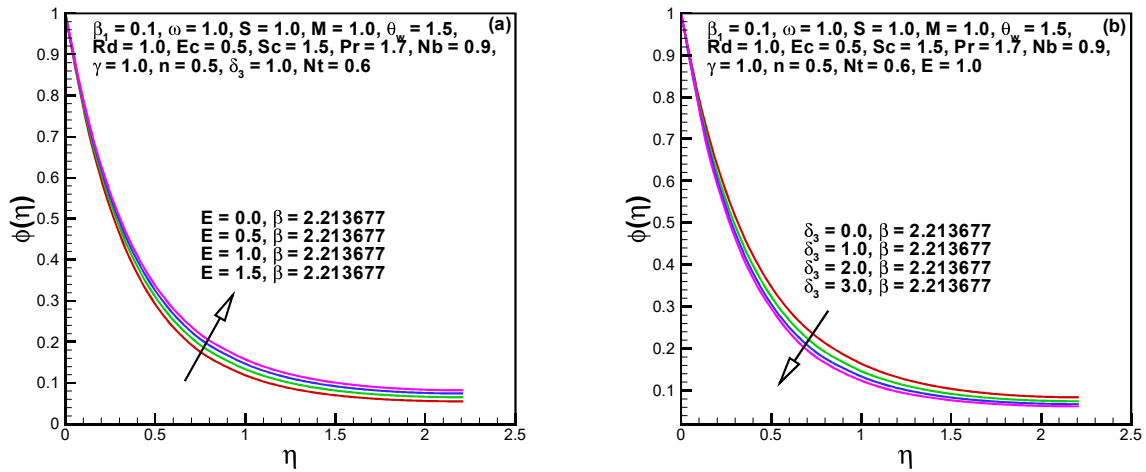 (a)
β₁ = 0.1, ω = 1.0, S = 1.0, M = 1.0, θ_w = 1.5,
Rd = 1.0, Ec = 0.5, Sc = 1.5, Pr = 1.7, Nb = 0.9,
γ = 1.0, n = 0.5, δ₃ = 1.0, Nt = 0.6
E = 0.0, β = 2.213677
E = 0.5, β = 2.213677
E = 1.0, β = 2.213677
E = 1.5, β = 2.213677
ϕ(η)
1
0.9
0.8
0.7
0.6
0.5
0.4
0.3
0.2
0.1
0
0 0.5 1 1.5 2 2.5
η
(b)
β₁ = 0.1, ω = 1.0, S = 1.0, M = 1.0, θ_w = 1.5,
Rd = 1.0, Ec = 0.5, Sc = 1.5, Pr = 1.7, Nb = 0.9,
γ = 1.0, n = 0.5, Nt = 0.6, E = 1.0
δ₃ = 0.0, β = 2.213677
δ₃ = 1.0, β = 2.213677
δ₃ = 2.0, β = 2.213677
δ₃ = 3.0, β = 2.213677
ϕ(η)
1
0.9
0.8
0.7
0.6
0.5
0.4
0.3
0.2
0.1
0 0.5 1 1.5 2 2.5
η